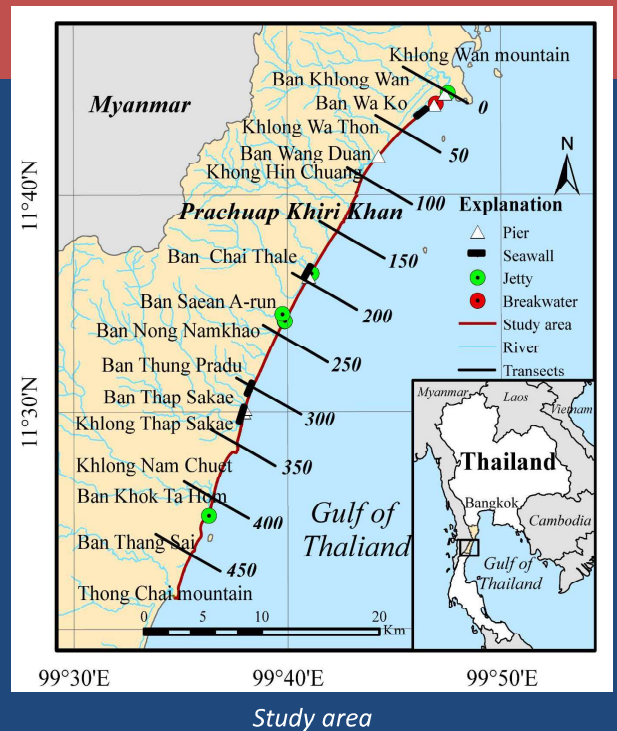 Khlong Wan mountain
Ban Khlong Wan
Myanmar
Ban Wa Ko
0
Khlong Wa Thon
50
N
Ban Wang Duan
Khong Hin Chuang
11°40'N
100
Explanation
Prachuap Khiri Khan
Pier
Seawall
Ban Chai Thale
150
Jetty
Ban Saean A-run
Breakwater
200
Study area
Ban Nong Namkhao
River
250
Transects
Ban Thung Pradu
Myanmar
Laos
Vietnam
Ban Thap Sakae
11°30'N
300
Khlong Thap Sakae
Thailand
350
Khlong Nam Chuet
Ban Khok Ta Hom
Bangkok
400
Gulf of
Thaliand
Cambodia
Ban Thang Sai
450
Gulf of
Thailand
Thong Chai mountain
0 5 10 20
Km
99°30'E 99°40'E 99°50'E
Study area